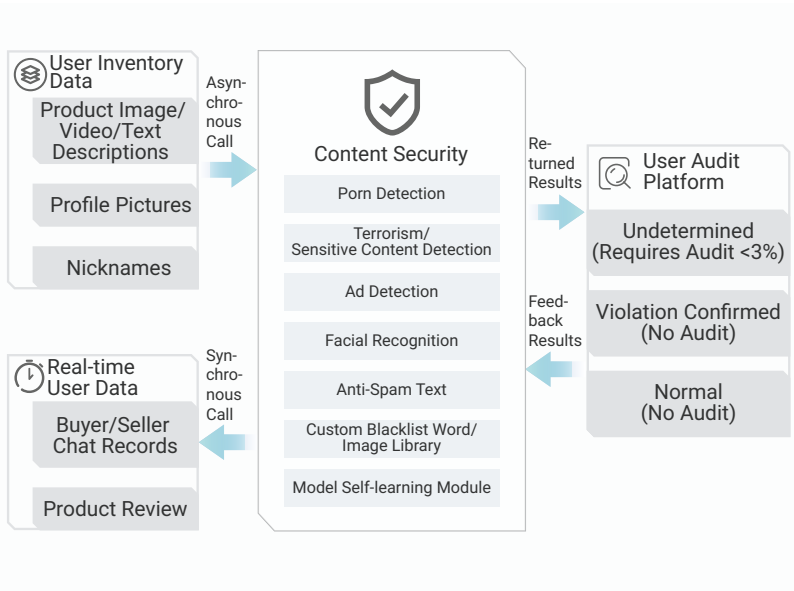 User Inventory
Data
Product Image/
Video/Text
Descriptions
Profile Pictures
Nicknames
Asyn-
chro-
nous
Call
Real-time
User Data
Buyer/Seller
Chat Records
Product Review
Syn-
chro-
nous
Call
Content Security
Porn Detection
Terrorism/
Sensitive Content Detection
Ad Detection
Facial Recognition
Anti-Spam Text
Custom Blacklist Word/
Image Library
Model Self-learning Module
Re-
turned
Results
Feed-
back
Results
User Audit
Platform
Undetermined
(Requires Audit <3%)
Violation Confirmed
(No Audit)
Normal
(No Audit)